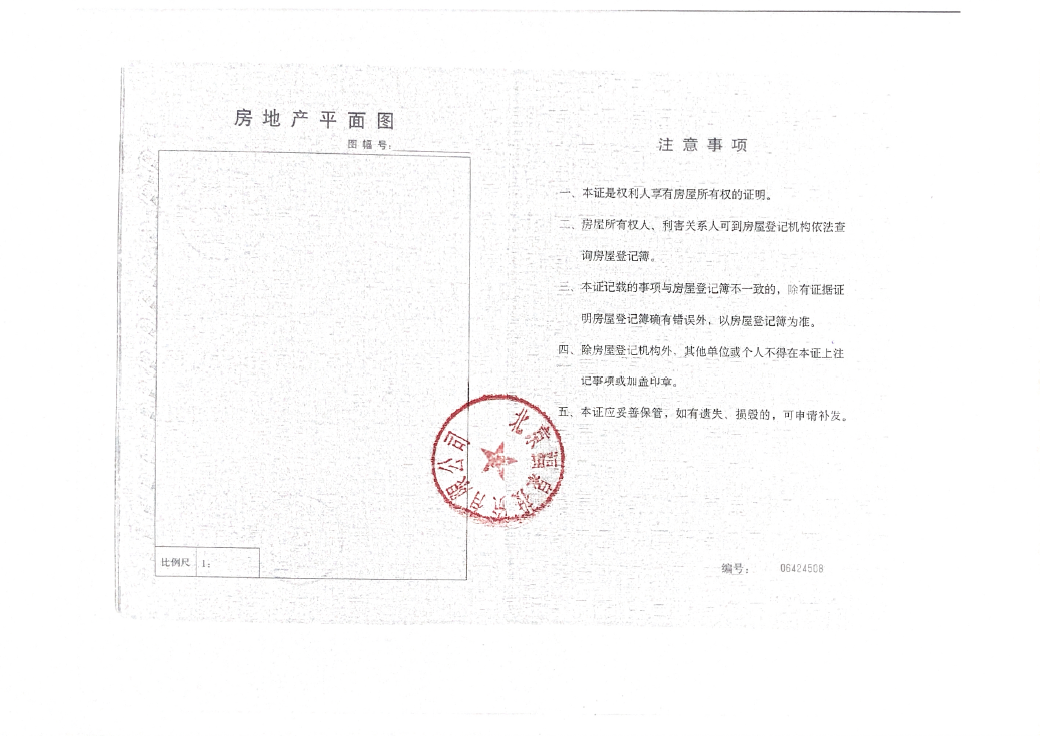 房地产平面图
图幅号:
比例尺 1:
注意事项
一、本证是权利人享有房屋所有权的证明。
二、房屋所有权人、利害关系人可到房屋登记机构依法查
询房屋登记簿。
三、本证记载的事项与房屋登记簿不一致的，除有证据证
明房屋登记簿确有错误外，以房屋登记簿为准。
四、除房屋登记机构外，其他单位或个人不得在本证上注
记事项或加盖印章。
五、本证应妥善保管，如有遗失、损毁的，可申请补发。
编号： 06424508
北京 投资有限公司